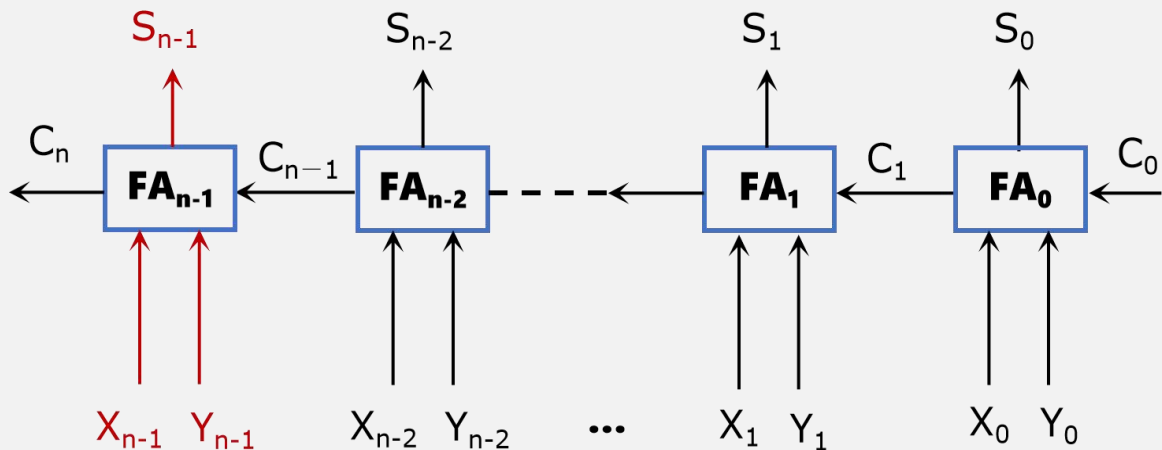 Sₙ₋₁ Sₙ₋₂ S₁ S₀
Cₙ Cₙ₋₁ C₁ C₀
FAₙ₋₁ FAₙ₋₂ FA₁ FA₀
Xₙ₋₁ Yₙ₋₁ Xₙ₋₂ Yₙ₋₂ ... X₁ Y₁ X₀ Y₀